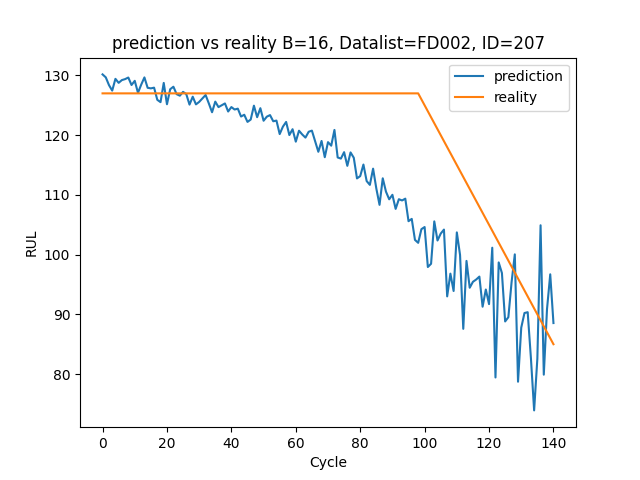 prediction vs reality B=16, Datalist=FD002, ID=207
prediction
reality
130
120
110
100
90
80
RUL
0 20 40 60 80 100 120 140
Cycle